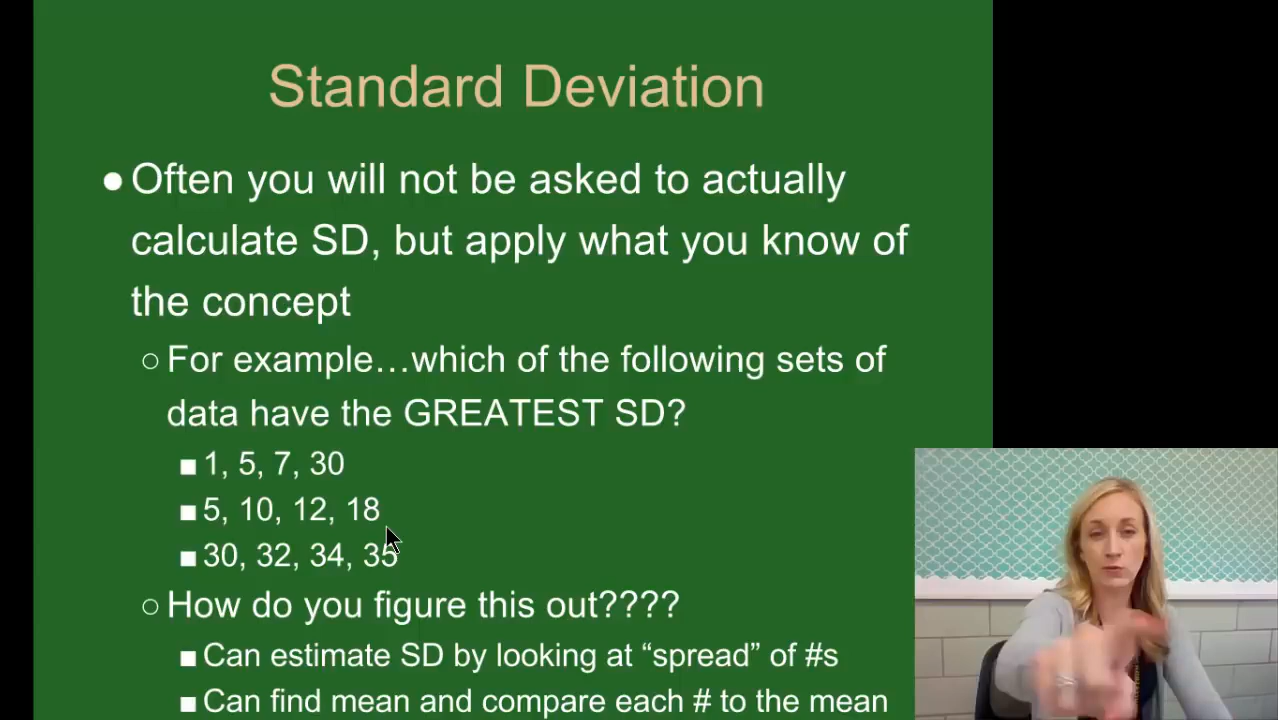 Standard Deviation
● Often you will not be asked to actually
calculate SD, but apply what you know of
the concept
○ For example…which of the following sets of
data have the GREATEST SD?
■ 1, 5, 7, 30
■ 5, 10, 12, 18
■ 30, 32, 34, 35
○ How do you figure this out????
■ Can estimate SD by looking at “spread” of #s
■ Can find mean and compare each # to the mean